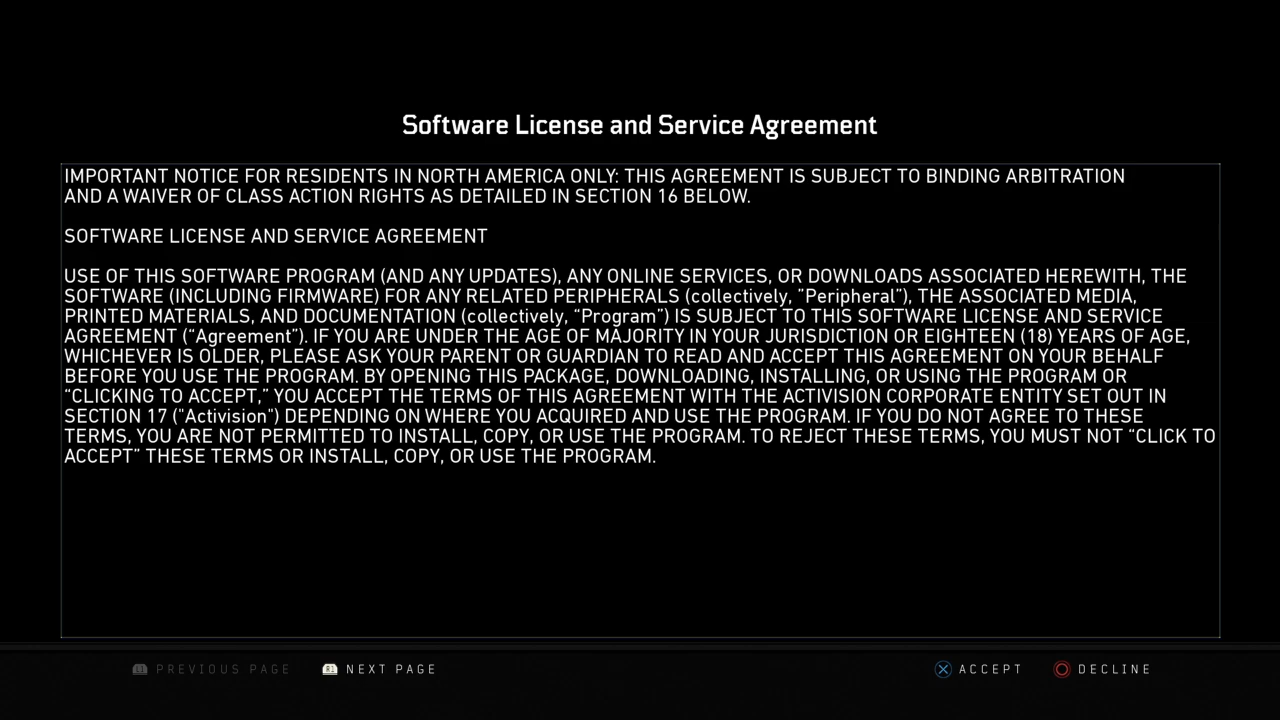 Software License and Service Agreement
IMPORTANT NOTICE FOR RESIDENTS IN NORTH AMERICA ONLY: THIS AGREEMENT IS SUBJECT TO BINDING ARBITRATION
AND A WAIVER OF CLASS ACTION RIGHTS AS DETAILED IN SECTION 16 BELOW.
SOFTWARE LICENSE AND SERVICE AGREEMENT
USE OF THIS SOFTWARE PROGRAM (AND ANY UPDATES), ANY ONLINE SERVICES, OR DOWNLOADS ASSOCIATED HEREWITH, THE
SOFTWARE (INCLUDING FIRMWARE) FOR ANY RELATED PERIPHERALS (collectively, “Peripheral”), THE ASSOCIATED MEDIA,
PRINTED MATERIALS, AND DOCUMENTATION (collectively, “Program”) IS SUBJECT TO THIS SOFTWARE LICENSE AND SERVICE
AGREEMENT (“Agreement”). IF YOU ARE UNDER THE AGE OF MAJORITY IN YOUR JURISDICTION OR EIGHTEEN (18) YEARS OF AGE,
WHICHEVER IS OLDER, PLEASE ASK YOUR PARENT OR GUARDIAN TO READ AND ACCEPT THIS AGREEMENT ON YOUR BEHALF
BEFORE YOU USE THE PROGRAM. BY OPENING THIS PACKAGE, DOWNLOADING, INSTALLING, OR USING THE PROGRAM OR
“CLICKING TO ACCEPT,” YOU ACCEPT THE TERMS OF THIS AGREEMENT WITH THE ACTIVISION CORPORATE ENTITY SET OUT IN
SECTION 17 ("Activision") DEPENDING ON WHERE YOU ACQUIRED AND USE THE PROGRAM. IF YOU DO NOT AGREE TO THESE
TERMS, YOU ARE NOT PERMITTED TO INSTALL, COPY, OR USE THE PROGRAM. TO REJECT THESE TERMS, YOU MUST NOT “CLICK TO
ACCEPT” THESE TERMS OR INSTALL, COPY, OR USE THE PROGRAM.
L1 PREVIOUS PAGE R1 NEXT PAGE ACCEPT DECLINE